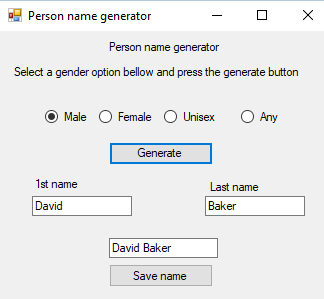 Person name generator
Person name generator
Select a gender option bellow and press the generate button
Male Female Unisex Any
Generate
1st name Last name
David Baker
David Baker
Save name